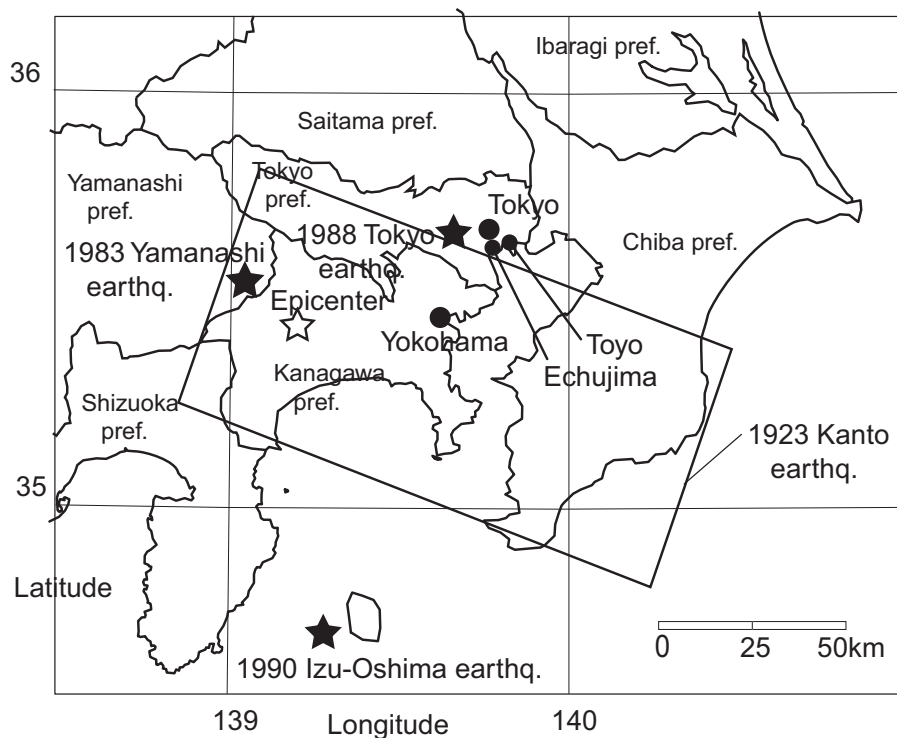 Ibaragi pref.
36
Saitama pref.
Tokyo
pref.
Yamanashi
pref.
Tokyo
1988 Tokyo
earthq.
Chiba pref.
1983 Yamanashi
earthq.
Epicenter
Yokohama
Toyo
Echujima
Kanagawa
pref.
Shizuoka
pref.
1923 Kanto
earthq.
35
Latitude
0 25 50km
1990 Izu-Oshima earthq.
139
Longitude
140